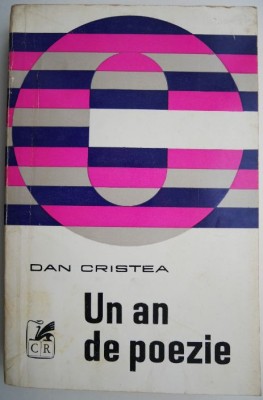 DAN CRISTEA
Un an
de poezie
CR